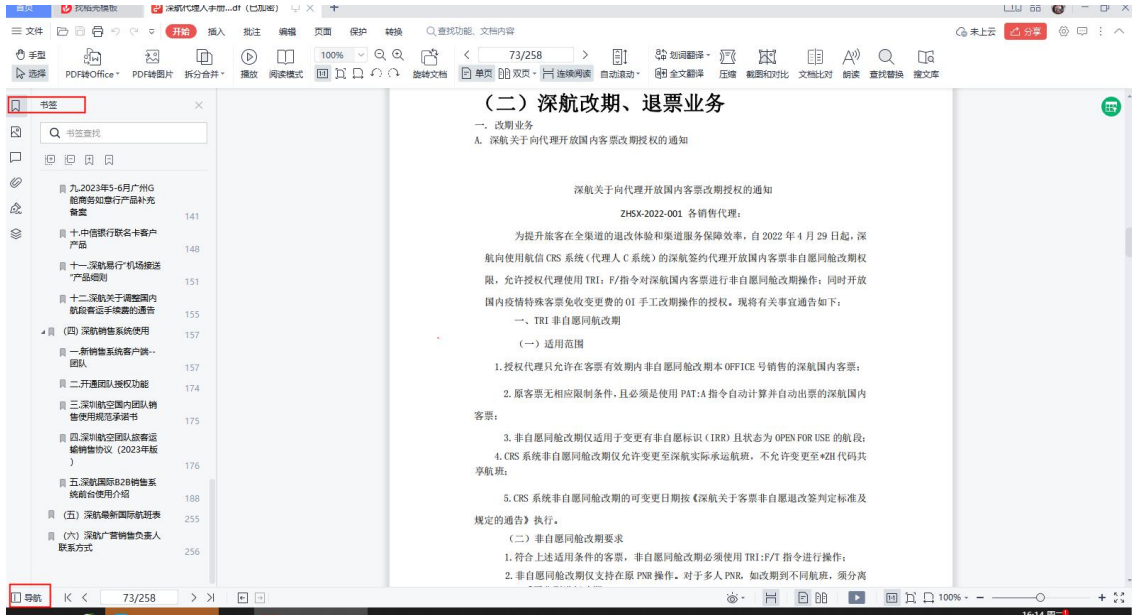 首页 找稻壳模板 深航代理人手册...df（已加密） +
三 文件 开始 插入 批注 编辑 页面 保护 转换 查找功能、文档内容 未上云 分享
手型 PDF转Office PDF转图片 拆分合并 播放 阅读模式 100% 旋转文档 73/258 单页 双页 连续阅读 自动滚动 划词翻译 全文翻译 压缩 截图和对比 文档比对 朗读 查找替换 搜文库
选择
书签
书签查找
九.2023年5-6月广州G
舱商务如意行产品补充
备案 141
十.中信银行联名卡客户
产品 148
十一.深航易行“机场接送
”产品细则 151
十二.深航关于调整国内
航段客运手续费的通告 155
（四）深航销售系统使用 157
一.新销售系统客户端--
团队 157
二.开通团队授权功能 174
三.深圳航空国内团队销
售使用规范承诺书 175
四.深圳航空团队旅客运
输销售协议（2023年版
） 176
五.深航国际B2B销售系
统前台使用介绍 188
（五）深航最新国际航班表 255
（六）深航广营销售负责人
联系方式 256
（二）深航改期、退票业务
一. 改期业务
A. 深航关于向代理开放国内客票改期授权的通知
深航关于向代理开放国内客票改期授权的通知
ZHSX-2022-001 各销售代理：
为提升旅客在全渠道的退改体验和渠道服务保障效率，自 2022 年 4 月 29 日起，深
航向使用航信 CRS 系统(代理人 C 系统)的深航签约代理开放国内客票非自愿同舱改期权
限，允许授权代理使用 TRI：F/指令对深航国内客票进行非自愿同舱改期操作；同时开放
国内疫情特殊客票免收变更费的 OI 手工改期操作的授权。现将有关事宜通告如下：
一、TRI 非自愿同航改期
（一）适用范围
1.授权代理只允许在客票有效期内非自愿同舱改期本 OFFICE 号销售的深航国内客票；
2.原客票无相应限制条件，且必须是使用 PAT:A 指令自动计算并自动出票的深航国内
客票；
3.非自愿同舱改期仅适用于变更有非自愿标识（IRR）且状态为 OPEN FOR USE 的航段；
4.CRS 系统非自愿同舱改期仅允许变更至深航实际承运航班，不允许变更至*ZH 代码共
享航班；
5.CRS 系统非自愿同舱改期的可变更日期按《深航关于客票非自愿退改签判定标准及
规定的通告》执行。
（二）非自愿同舱改期要求
1.符合上述适用条件的客票，非自愿同舱改期必须使用 TRI:F/T 指令进行操作；
2.非自愿同舱改期仅支持在原 PNR 操作。对于多人 PNR，如改期到不同航班，须分离
导航 73/258 100%
16:14 周一